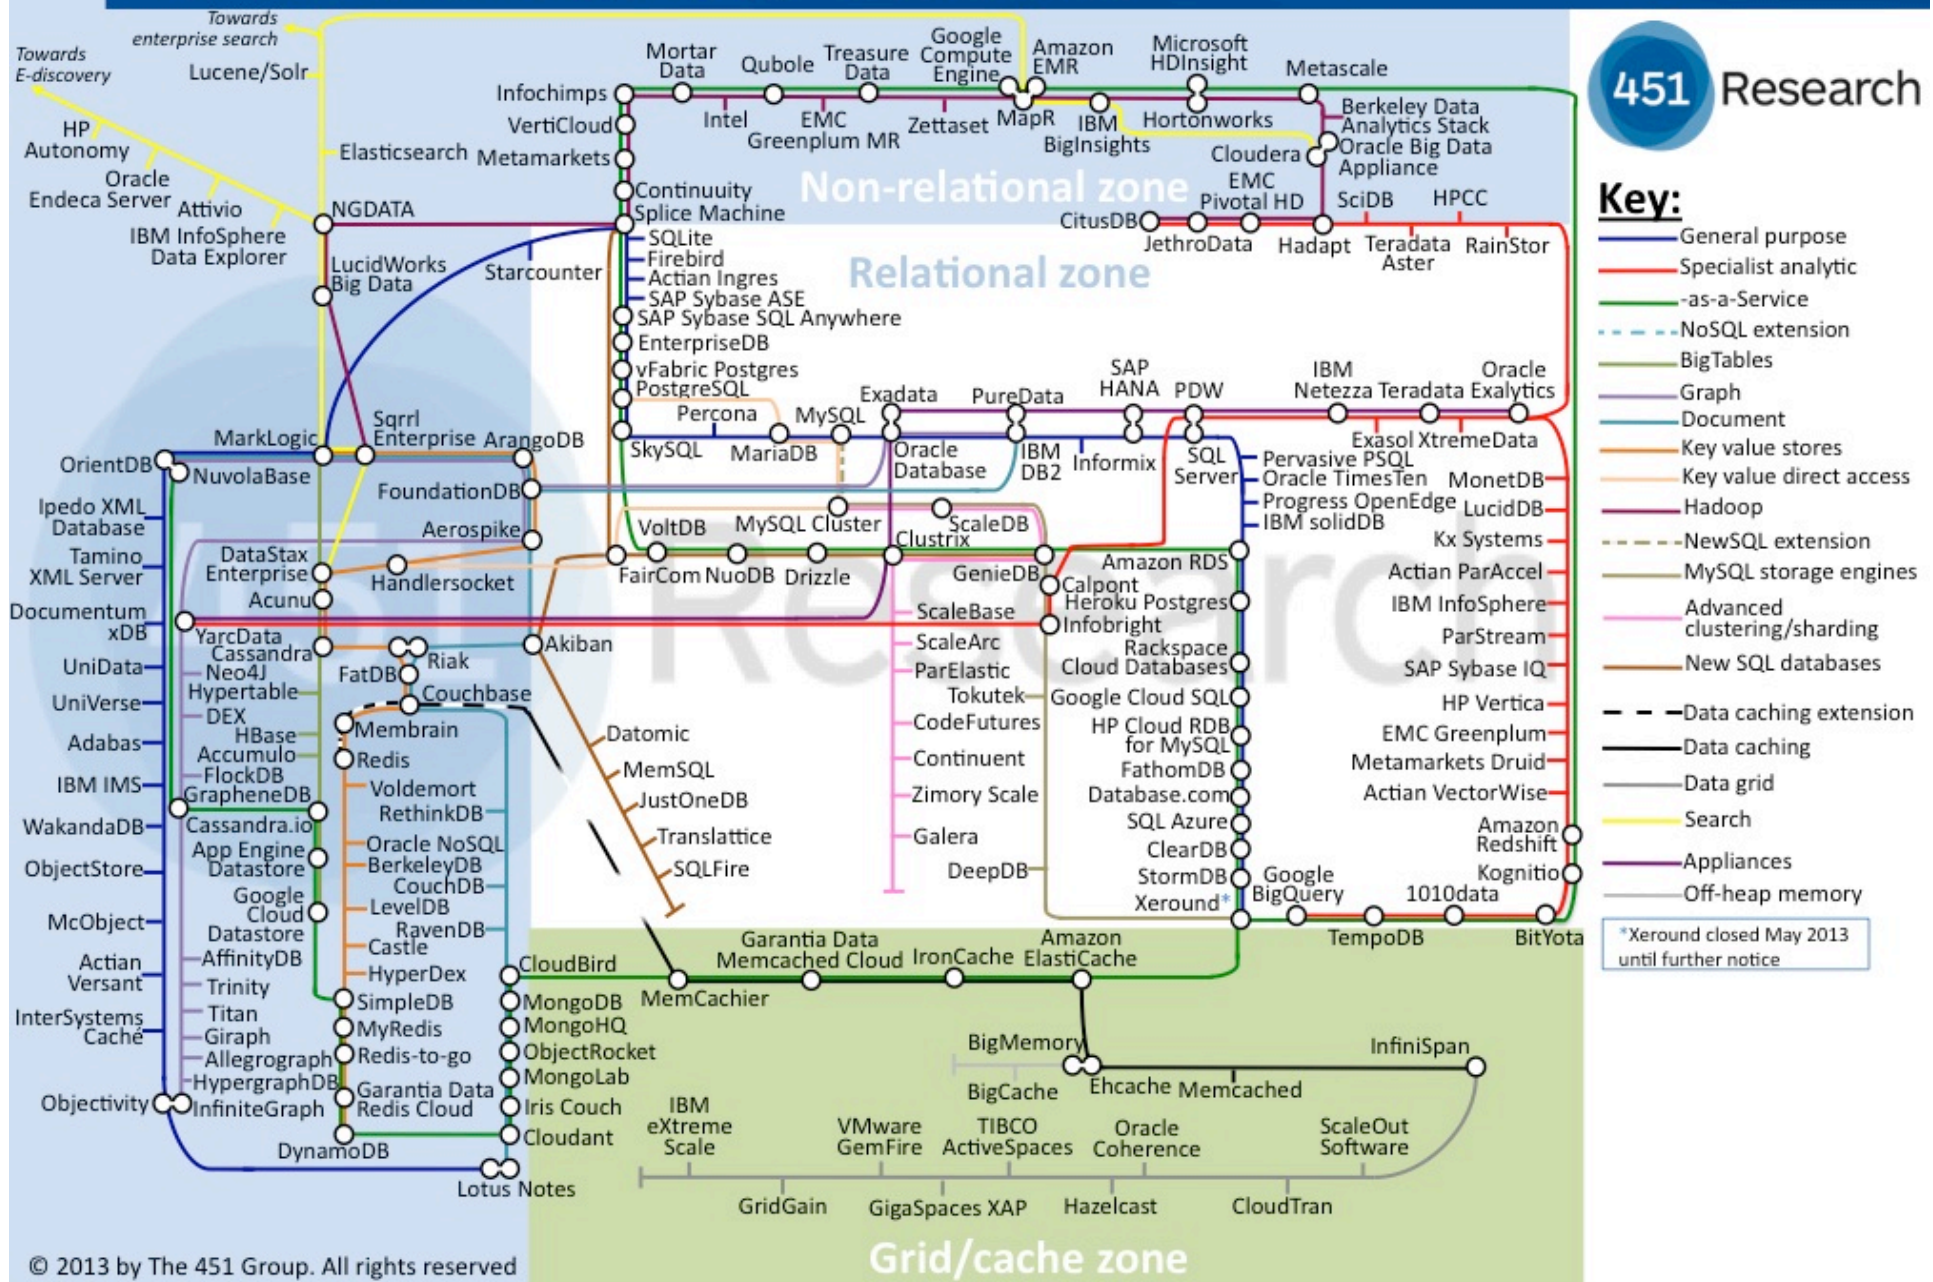 Towards
enterprise search
Towards
E-discovery
Lucene/Solr
HP
Autonomy
Oracle
Endeca Server
Attivio
IBM InfoSphere
Data Explorer
Elasticsearch
NGDATA
LucidWorks
Big Data
Starcounter
Infochimps
VertiCloud
Metamarkets
Continuuity
Splice Machine
Mortar
Data
Qubole
Treasure
Data
Google
Compute
Engine
Amazon
EMR
Microsoft
HDInsight
Metascale
Intel
EMC
Greenplum MR
Zettaset
MapR
IBM
BigInsights
Hortonworks
Berkeley Data
Analytics Stack
Oracle Big Data
Appliance
Cloudera
Non-relational zone
EMC
Pivotal HD
CitusDB
JethroData
Hadapt
SciDB
HPCC
Teradata
Aster
RainStor
Relational zone
SQLite
Firebird
Actian Ingres
SAP Sybase ASE
SAP Sybase SQL Anywhere
EnterpriseDB
vFabric Postgres
PostgreSQL
SkySQL
Percona
MariaDB
MySQL
Exadata
Oracle
Database
PureData
IBM
DB2
Informix
SAP
HANA
PDW
SQL
Server
IBM
Netezza
Teradata
Oracle
Exalytics
Exasol
XtremeData
Pervasive PSQL
Oracle TimesTen
Progress OpenEdge
IBM solidDB
MonetDB
LucidDB
Kx Systems
Actian ParAccel
IBM InfoSphere
ParStream
SAP Sybase IQ
HP Vertica
EMC Greenplum
Metamarkets Druid
Actian VectorWise
Amazon
Redshift
Kognitio
BitYota
1010data
TempoDB
Google
BigQuery
MarkLogic
Sqrrl
Enterprise
ArangoDB
OrientDB
NuvolaBase
FoundationDB
Aerospike
DataStax
Enterprise
Handlersocket
Acunu
YarcData
Cassandra
Neo4J
Hypertable
DEX
HBase
Accumulo
FlockDB
GrapheneDB
Cassandra.io
App Engine
Datastore
Google
Cloud
Datastore
AffinityDB
Trinity
Titan
Giraph
Allegrograph
HypergraphDB
InfiniteGraph
Ipedo XML
Database
Tamino
XML Server
Documentum
xDB
UniData
UniVerse
Adabas
IBM IMS
WakandaDB
ObjectStore
McObject
Actian
Versant
InterSystems
Caché
Objectivity
Riak
FatDB
Couchbase
Membrain
Redis
Voldemort
RethinkDB
Oracle NoSQL
BerkeleyDB
CouchDB
LevelDB
RavenDB
Castle
HyperDex
SimpleDB
MyRedis
Redis-to-go
Garantia Data
Redis Cloud
DynamoDB
CloudBird
MongoDB
MongoHQ
ObjectRocket
MongoLab
Iris Couch
Cloudant
Lotus Notes
Akiban
Datomic
MemSQL
JustOneDB
Translattice
SQLFire
VoltDB
FairCom
NuoDB
Drizzle
MySQL Cluster
ScaleDB
Clustrix
GenieDB
ScaleBase
ScaleArc
ParElastic
Tokutek
CodeFutures
Continuent
Zimory Scale
Galera
DeepDB
Calpont
Infobright
Amazon RDS
Heroku Postgres
Rackspace
Cloud Databases
Google Cloud SQL
HP Cloud RDB
for MySQL
FathomDB
Database.com
SQL Azure
ClearDB
StormDB
Xeround*
MemCachier
Garantia Data
Memcached Cloud
IronCache
Amazon
ElastiCache
BigMemory
BigCache
Ehcache
Memcached
InfiniSpan
IBM
eXtreme
Scale
VMware
GemFire
TIBCO
ActiveSpaces
Oracle
Coherence
ScaleOut
Software
GridGain
GigaSpaces XAP
Hazelcast
CloudTran
Grid/cache zone
© 2013 by The 451 Group. All rights reserved
451 Research
451 Research
Key:
General purpose
Specialist analytic
-as-a-Service
NoSQL extension
BigTables
Graph
Document
Key value stores
Key value direct access
Hadoop
NewSQL extension
MySQL storage engines
Advanced
clustering/sharding
New SQL databases
Data caching extension
Data caching
Data grid
Search
Appliances
Off-heap memory
*Xeround closed May 2013
until further notice